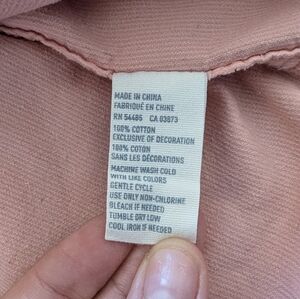 MADE IN CHINA
FABRIQUÉ EN CHINE
RN 54485 CA 03873
100% COTTON
EXCLUSIVE OF DECORATION
100% COTON
SANS LES DÉCORATIONS
MACHINE WASH COLD
WITH LIKE COLORS
GENTLE CYCLE
USE ONLY NON-CHLORINE
BLEACH IF NEEDED
TUMBLE DRY LOW
COOL IRON IF NEEDED